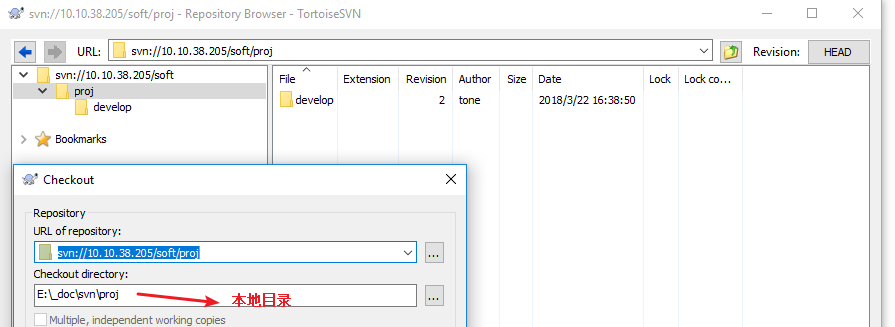 svn://10.10.38.205/soft/proj - Repository Browser - TortoiseSVN
URL: svn://10.10.38.205/soft/proj Revision: HEAD
svn://10.10.38.205/soft
proj
develop
Bookmarks
File Extension Revision Author Size Date Lock Lock co...
develop 2 tone 2018/3/22 16:38:50
Checkout
Repository
URL of repository:
svn://10.10.38.205/soft/proj ...
Checkout directory:
E:\_doc\svn\proj 本地目录 ...
Multiple, independent working copies